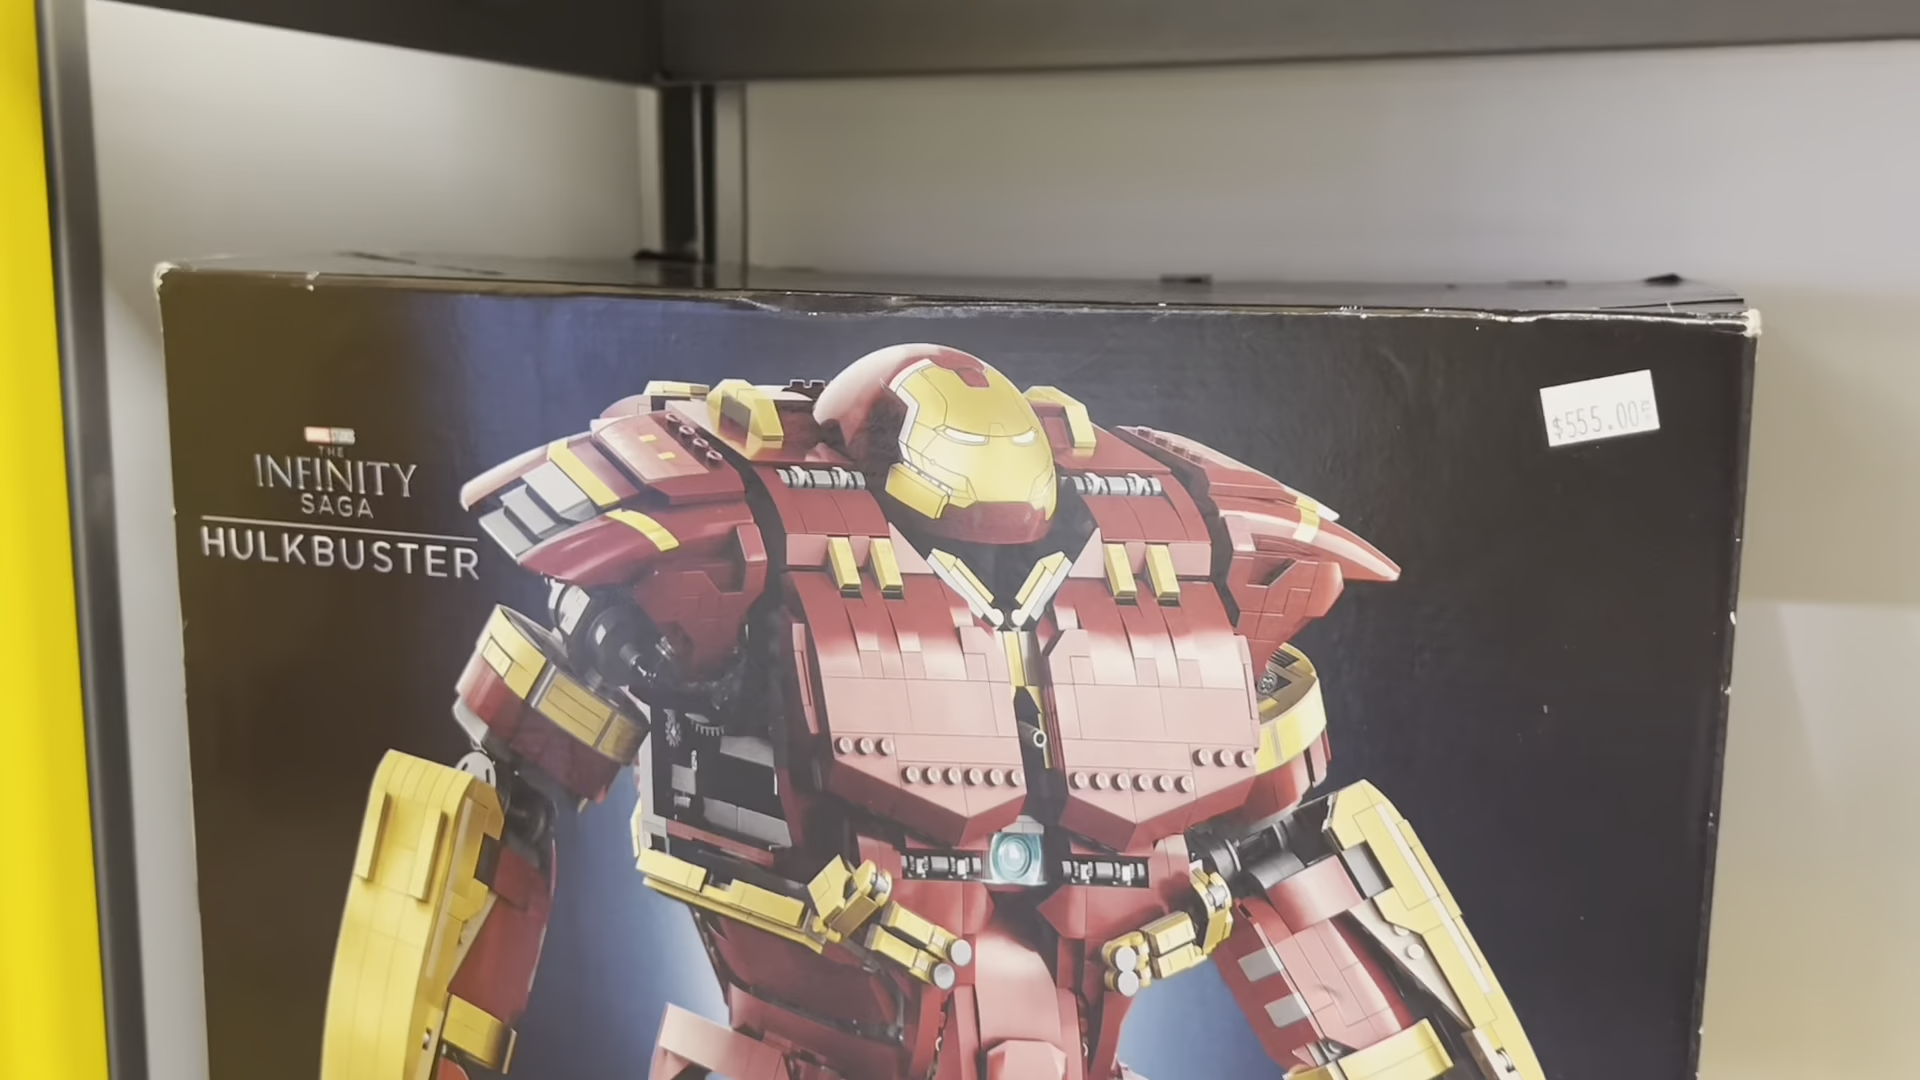 MARVEL STUDIOS
THE
INFINITY
SAGA
HULKBUSTER
$555.00